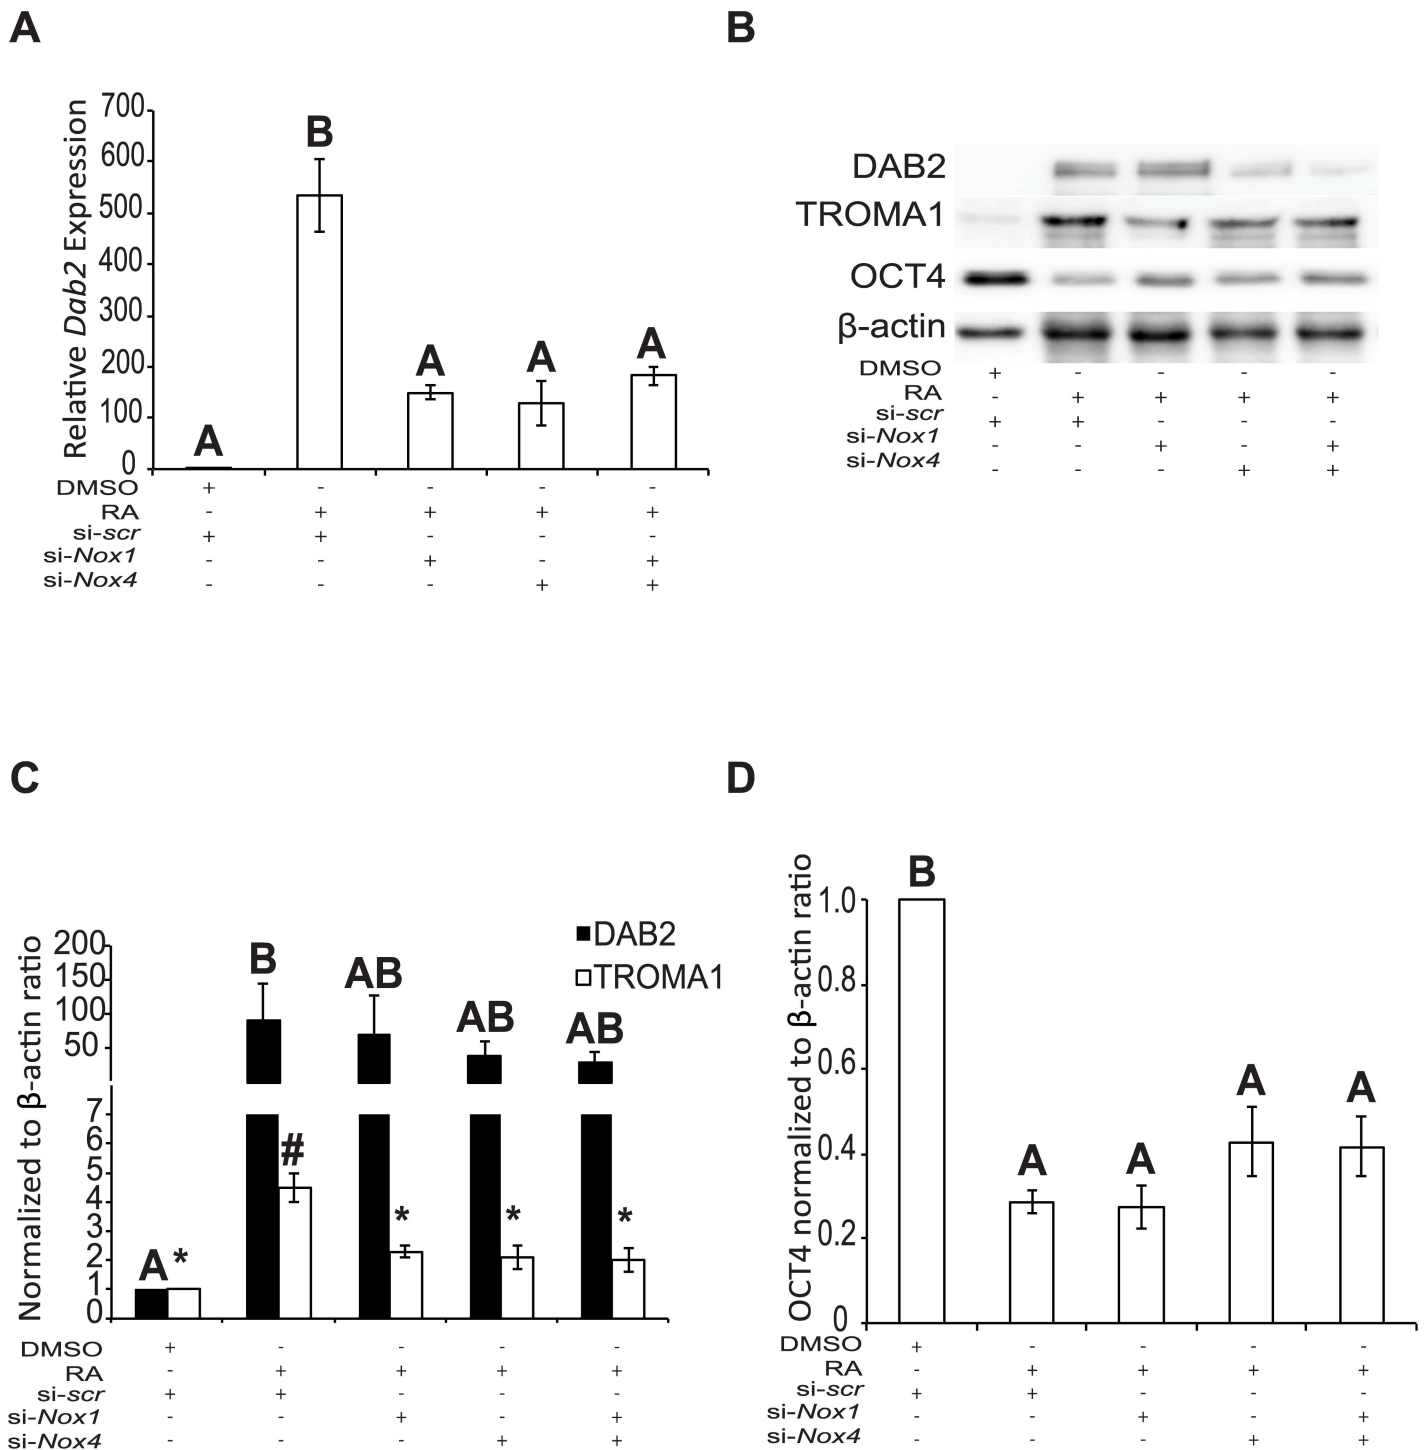 A
Relative Dab2 Expression
700
600
500
400
300
200
100
0
A
B
A
A
A
DMSO + - - - -
RA - + + + +
si-scr + + - - -
si-Nox1 - - + - +
si-Nox4 - - - + +
B
DAB2
TROMA1
OCT4
β-actin
DMSO + - - - -
RA - + + + +
si-scr + + - - -
si-Nox1 - - + - +
si-Nox4 - - - + +
C
Normalized to β-actin ratio
200
150
100
50
7
6
5
4
3
2
1
0
DAB2
TROMA1
A *
B #
AB *
AB *
AB *
DMSO + - - - -
RA - + + + +
si-scr + + - - -
si-Nox1 - - + - +
si-Nox4 - - - + +
D
OCT4 normalized to β-actin ratio
1.0
0.8
0.6
0.4
0.2
0
B
A
A
A
A
DMSO + - - - -
RA - + + + +
si-scr + + - - -
si-Nox1 - - + - +
si-Nox4 - - - + +